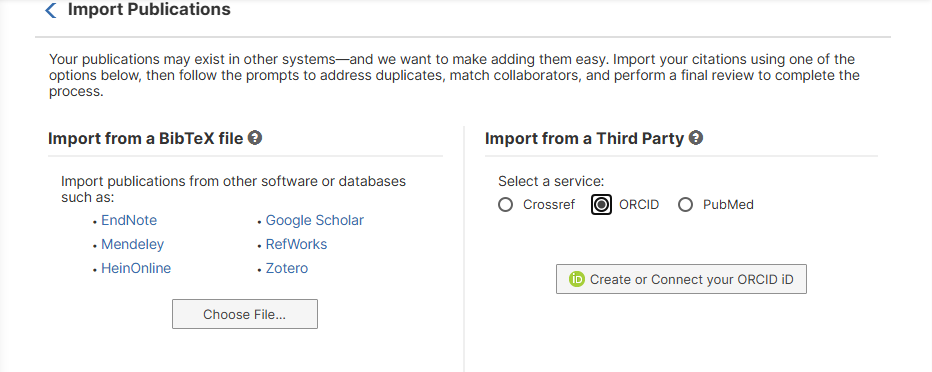 Import Publications
Your publications may exist in other systems—and we want to make adding them easy. Import your citations using one of the
options below, then follow the prompts to address duplicates, match collaborators, and perform a final review to complete the
process.
Import from a BibTeX file ?
Import publications from other software or databases
such as:
• EndNote
• Mendeley
• HeinOnline
• Google Scholar
• RefWorks
• Zotero
Choose File...
Import from a Third Party ?
Select a service:
Crossref ORCID PubMed
iD Create or Connect your ORCID iD